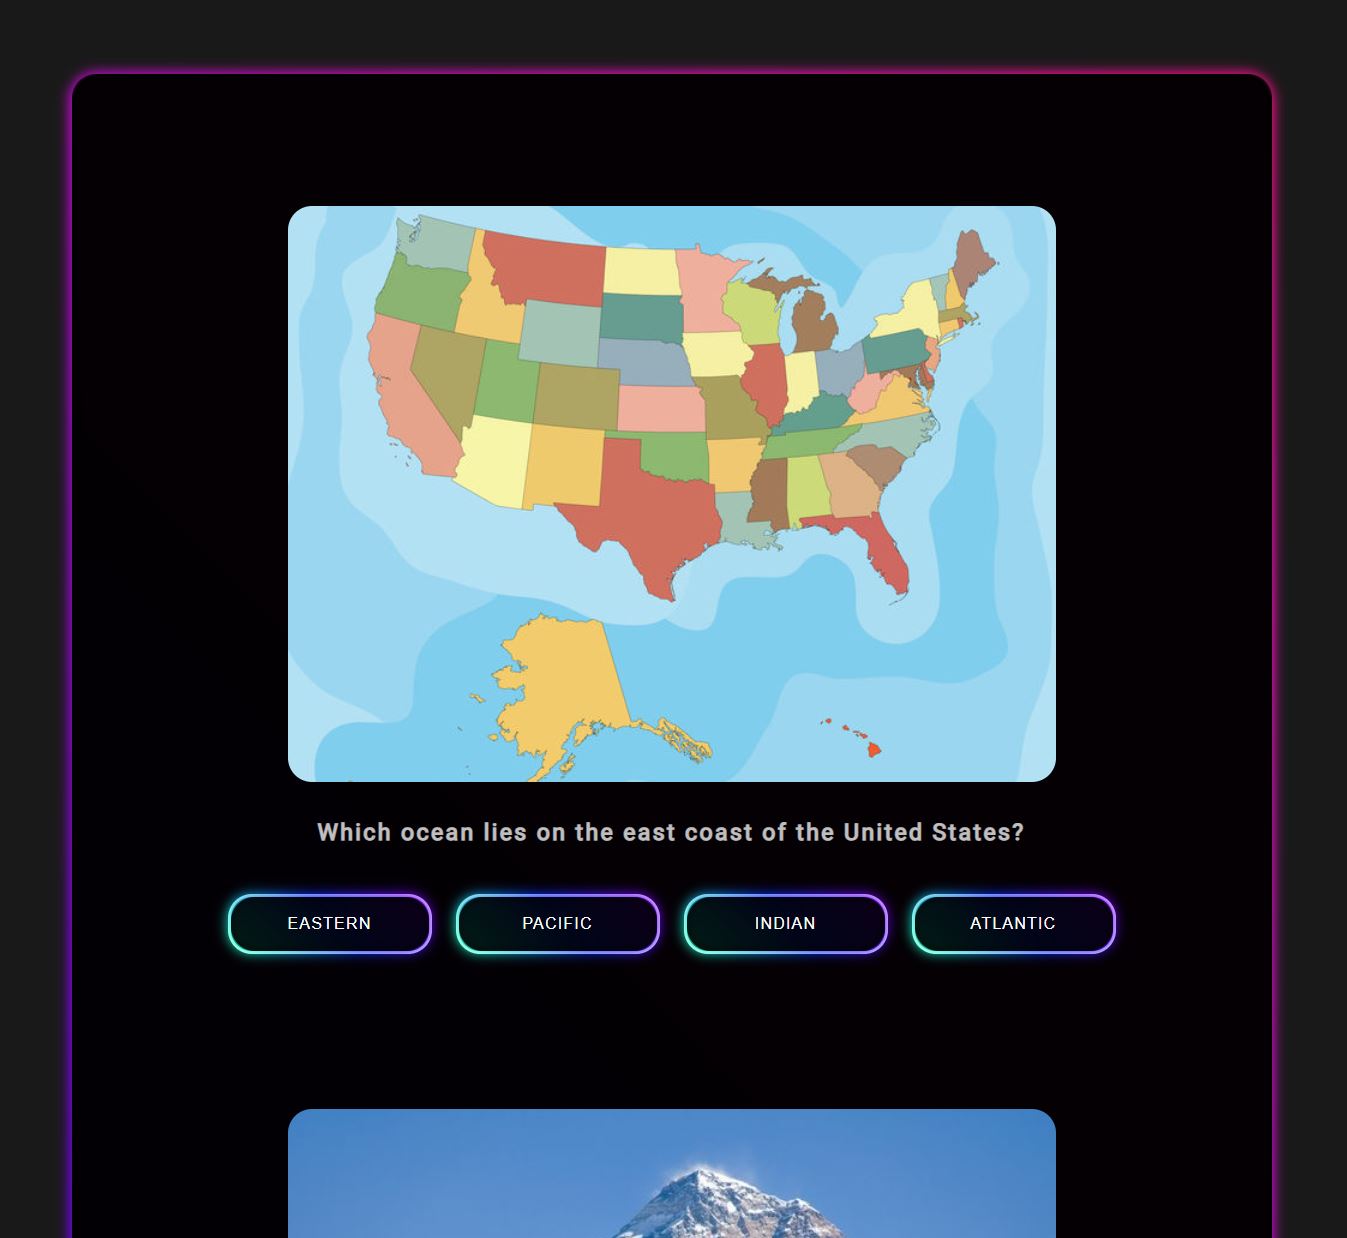 Which ocean lies on the east coast of the United States?
EASTERN PACIFIC INDIAN ATLANTIC